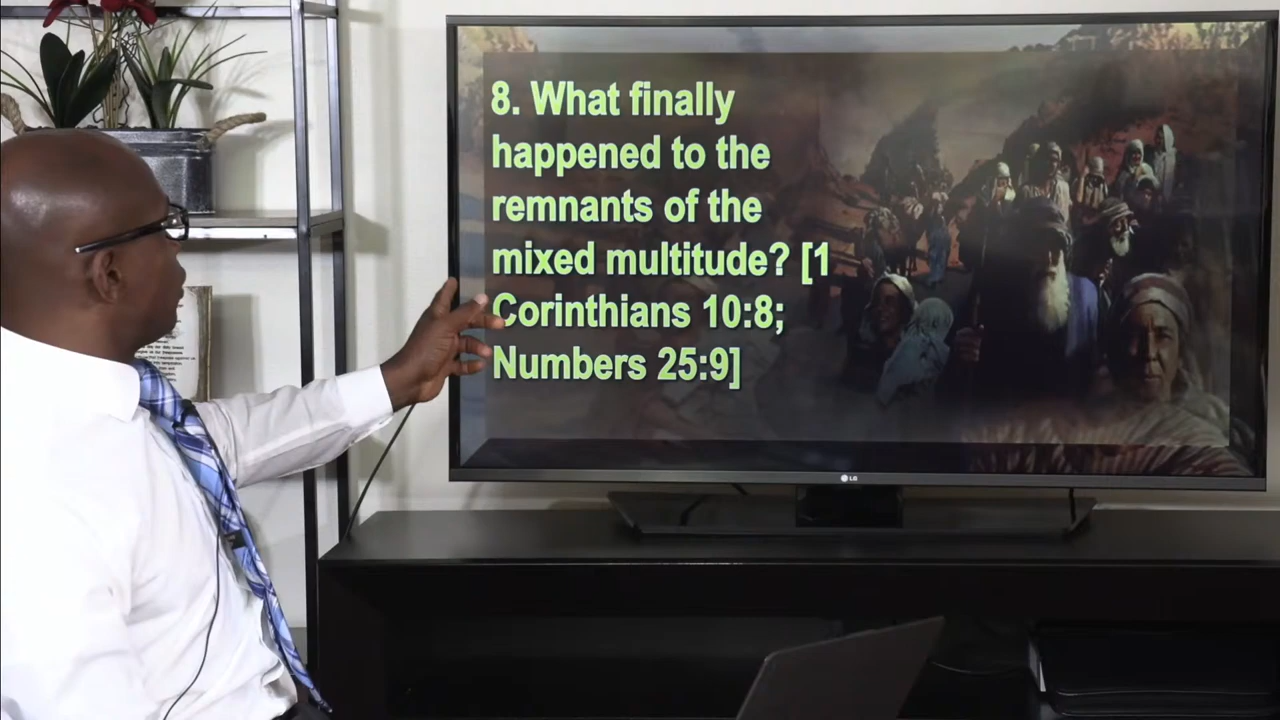 8. What finally
happened to the
remnants of the
mixed multitude? [1
Corinthians 10:8;
Numbers 25:9]
LG